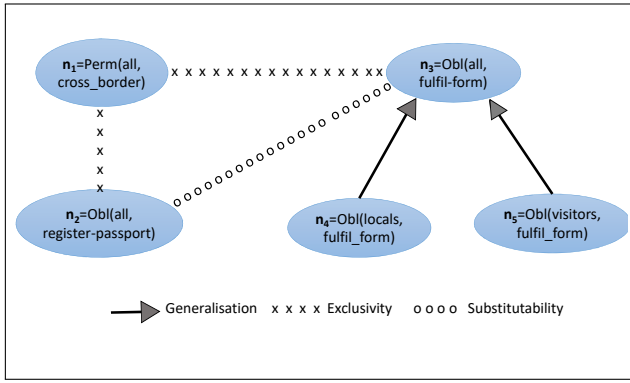 n1=Perm(all,
cross_border)
x x x x x x x x x x x x x x x
n3=Obl(all,
fulfil-form)
x
x
x
x
x
o o o o o o o o o o o o o o o o o o o o o o o
n2=Obl(all,
register-passport)
n4=Obl(locals,
fulfil_form)
n5=Obl(visitors,
fulfil_form)
Generalisation x x x x Exclusivity o o o o Substitutability